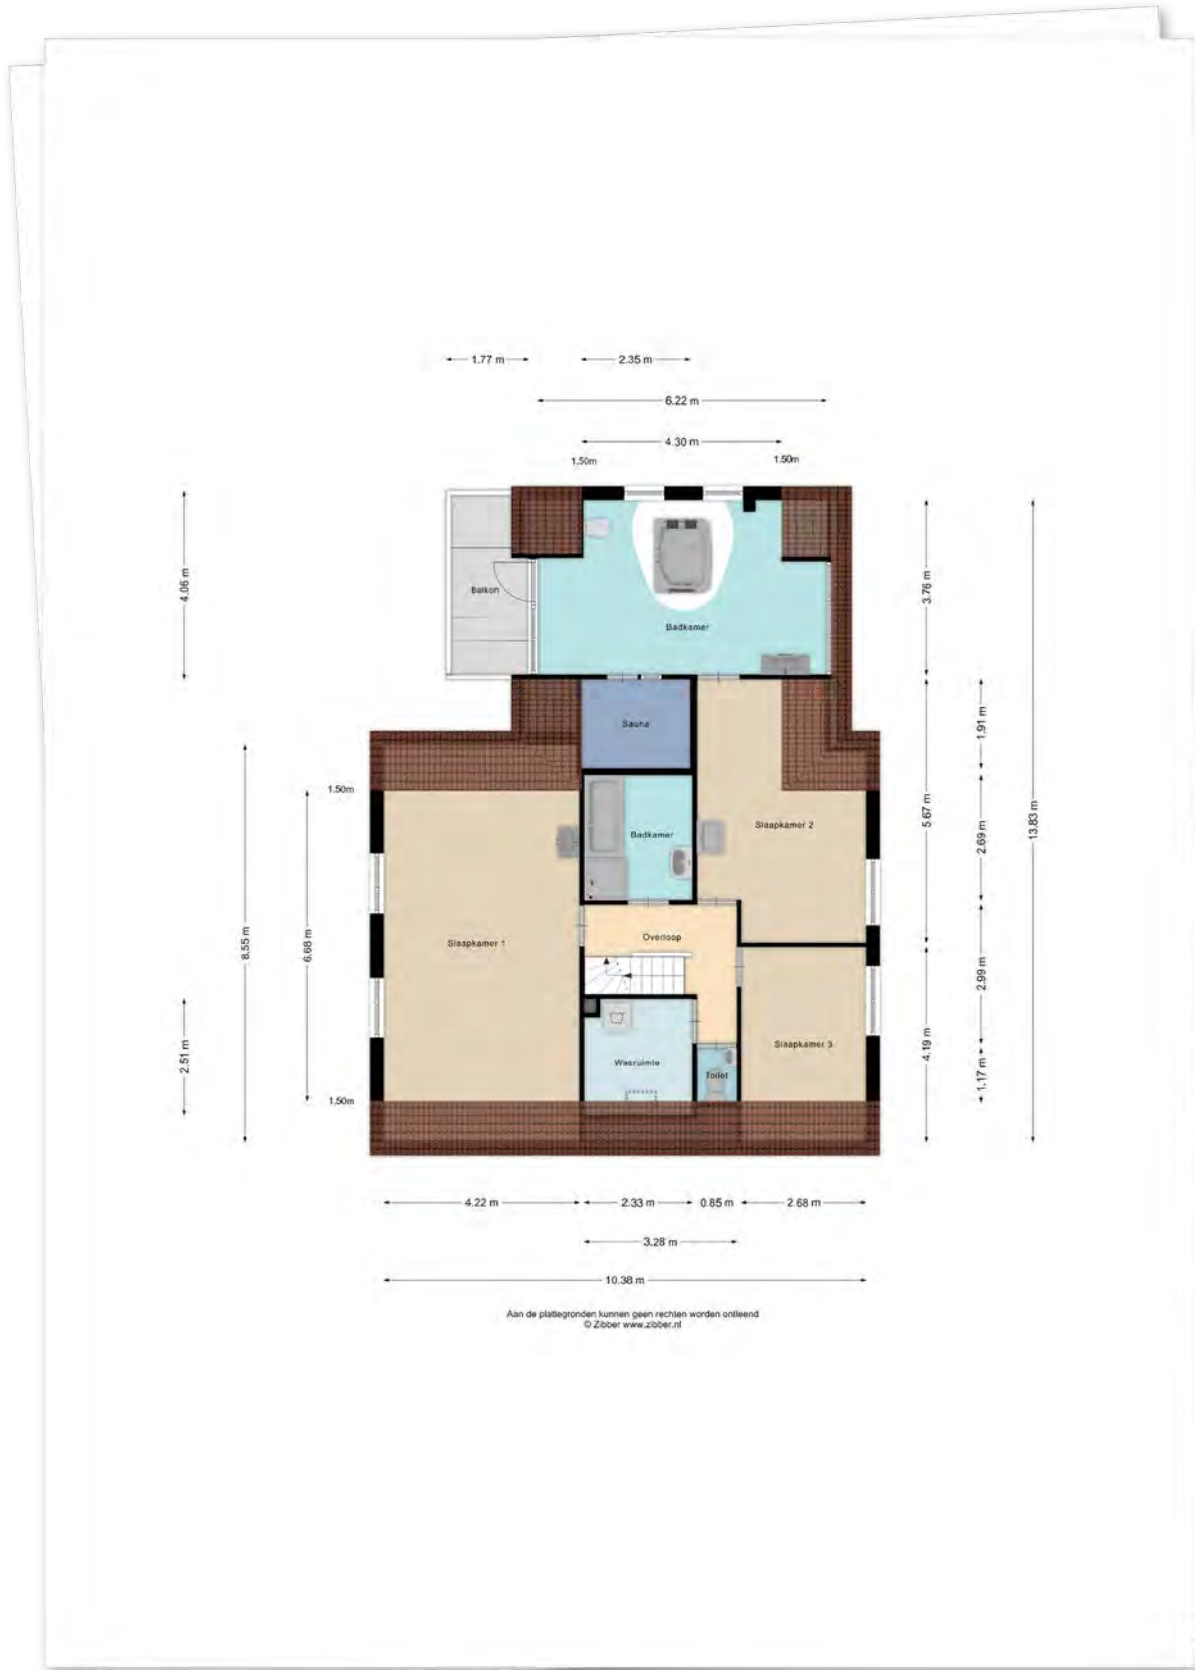 1.77 m
2.35 m
6.22 m
4.30 m
1.50m
1.50m
4.06 m
3.76 m
Balkon
Badkamer
Sauna
1.91 m
1.50m
5.67 m
13.83 m
Slaapkamer 2
Badkamer
2.69 m
8.55 m
6.68 m
Slaapkamer 1
Overloop
2.99 m
2.51 m
4.19 m
Slaapkamer 3
Wasruimte
Toilet
1.17 m
1.50m
4.22 m
2.33 m
0.85 m
2.68 m
3.28 m
10.38 m
Aan de plattegronden kunnen geen rechten worden ontleend
© Zibber www.zibber.nl